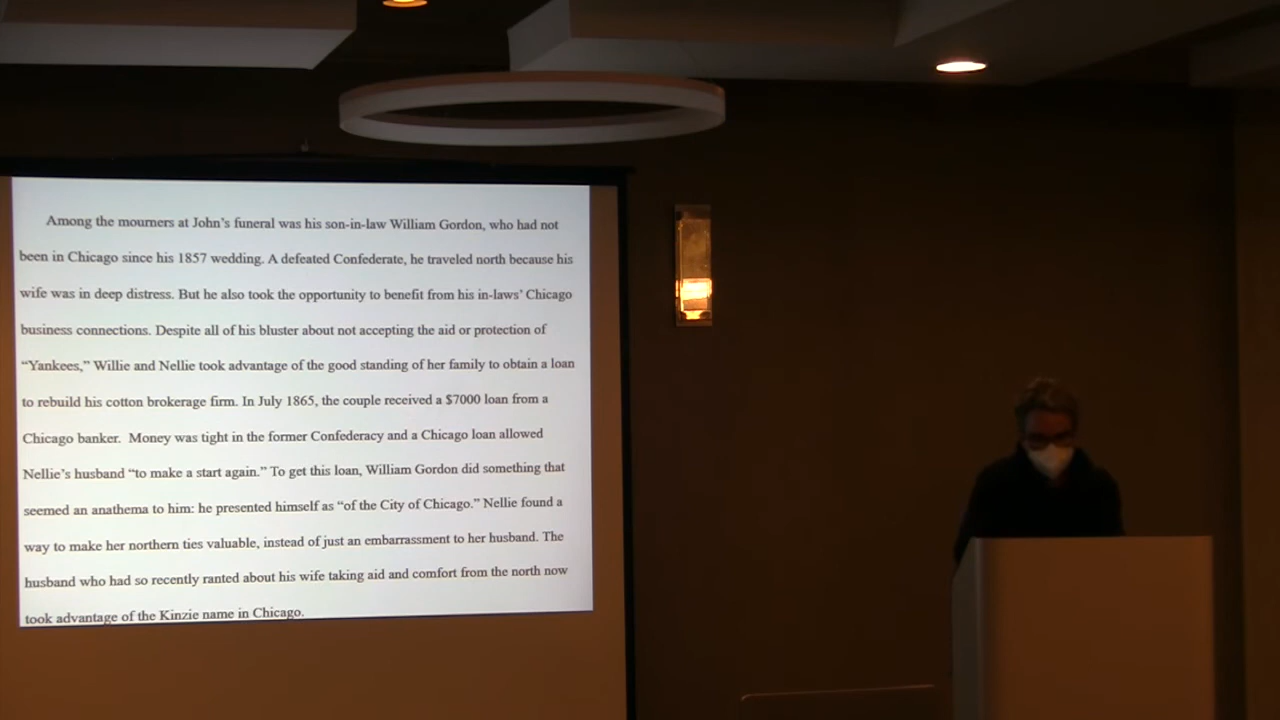 Among the mourners at John's funeral was his son-in-law William Gordon, who had not
been in Chicago since his 1857 wedding. A defeated Confederate, he traveled north because his
wife was in deep distress. But he also took the opportunity to benefit from his in-laws' Chicago
business connections. Despite all of his bluster about not accepting the aid or protection of
“Yankees,” Willie and Nellie took advantage of the good standing of her family to obtain a loan
to rebuild his cotton brokerage firm. In July 1865, the couple received a $7000 loan from a
Chicago banker.  Money was tight in the former Confederacy and a Chicago loan allowed
Nellie's husband “to make a start again.” To get this loan, William Gordon did something that
seemed an anathema to him: he presented himself as “of the City of Chicago.” Nellie found a
way to make her northern ties valuable, instead of just an embarrassment to her husband. The
husband who had so recently ranted about his wife taking aid and comfort from the north now
took advantage of the Kinzie name in Chicago.